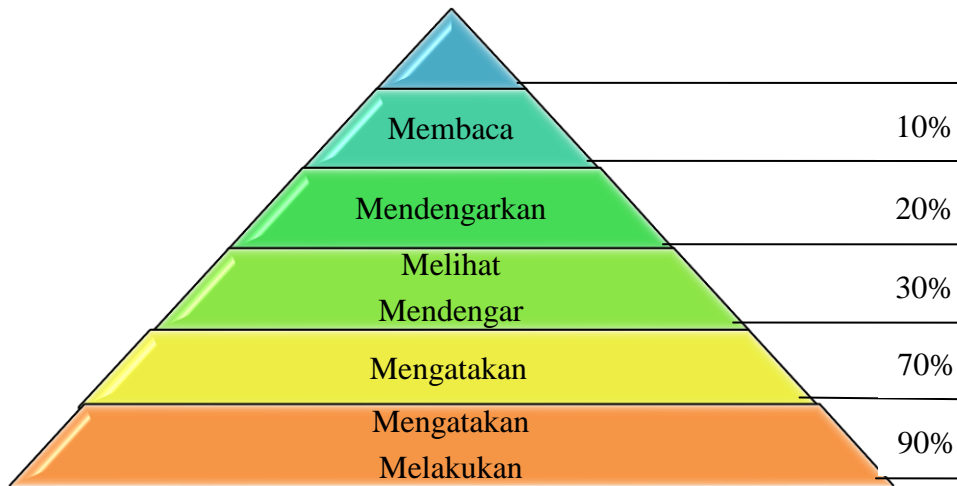 Membaca 10%
Mendengarkan 20%
Melihat
Mendengar 30%
Mengatakan 70%
Mengatakan
Melakukan 90%